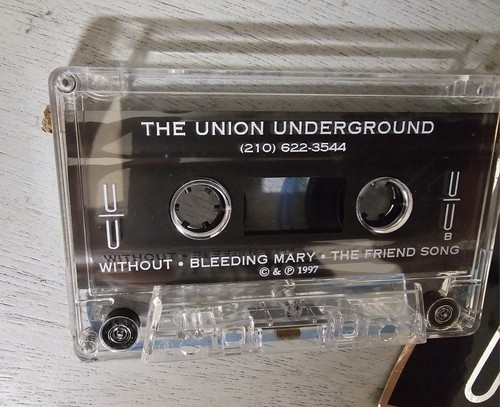 THE UNION UNDERGROUND
(210) 622-3544
U U
U U
B
WITHOUT • BLEEDING MARY • THE FRIEND SONG
© & ℗ 1997